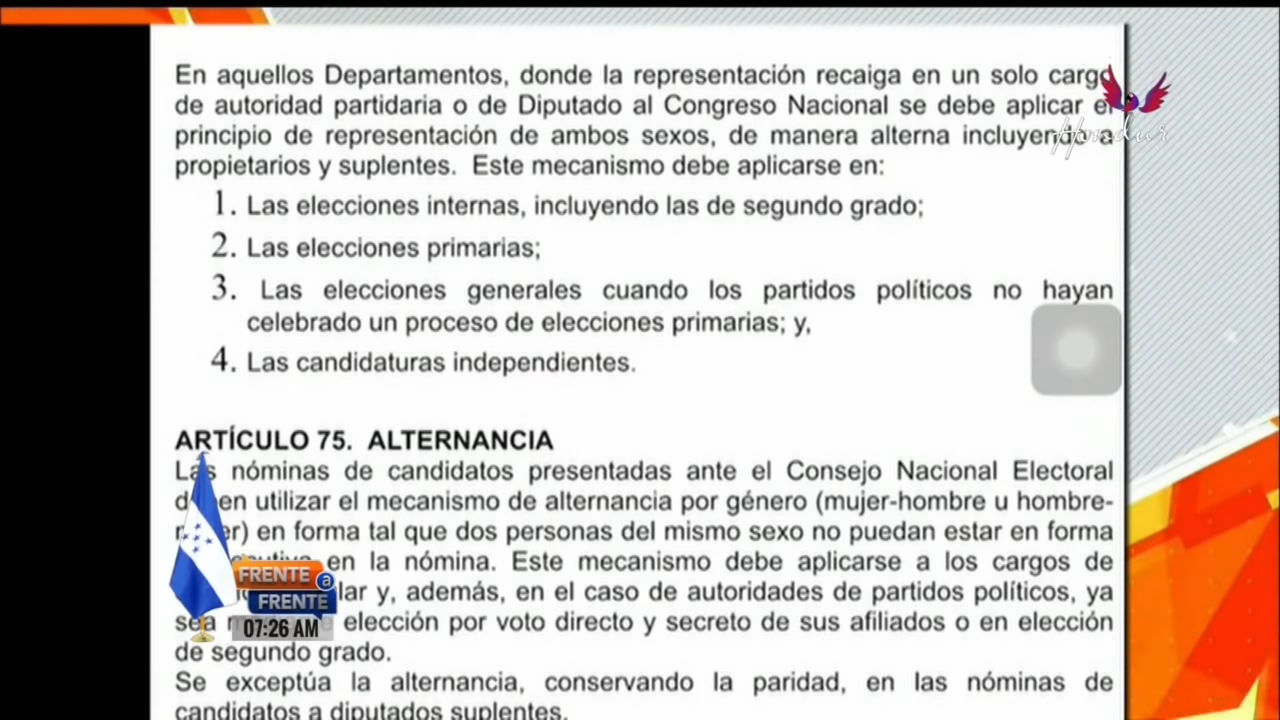 En aquellos Departamentos, donde la representación recaiga en un solo cargo
de autoridad partidaria o de Diputado al Congreso Nacional se debe aplicar el
principio de representación de ambos sexos, de manera alterna incluyendo a
propietarios y suplentes. Este mecanismo debe aplicarse en:
1. Las elecciones internas, incluyendo las de segundo grado;
2. Las elecciones primarias;
3. Las elecciones generales cuando los partidos políticos no hayan
celebrado un proceso de elecciones primarias; y,
4. Las candidaturas independientes.
Hondur
ARTÍCULO 75. ALTERNANCIA
Las nóminas de candidatos presentadas ante el Consejo Nacional Electoral
en utilizar el mecanismo de alternancia por género (mujer-hombre u hombre-
en forma tal que dos personas del mismo sexo no puedan estar en forma
en la nómina. Este mecanismo debe aplicarse a los cargos de
y, además, en el caso de autoridades de partidos políticos, ya
sea elección por voto directo y secreto de sus afiliados o en elección
de segundo grado.
Se exceptúa la alternancia, conservando la paridad, en las nóminas de
candidatos a diputados suplentes.
FRENTE a
FRENTE
07:26 AM